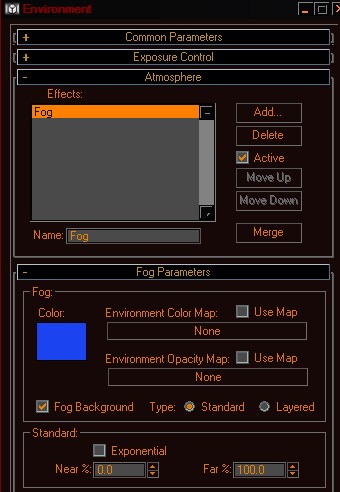 Environment
+ Common Parameters
+ Exposure Control
- Atmosphere
Effects:
Fog
Add...
Delete
Active
Move Up
Move Down
Name: Fog
Merge
- Fog Parameters
Fog:
Color:
Environment Color Map:
Use Map
None
Environment Opacity Map:
Use Map
None
Fog Background
Type:
Standard
Layered
Standard:
Exponential
Near %: 0.0
Far %: 100.0